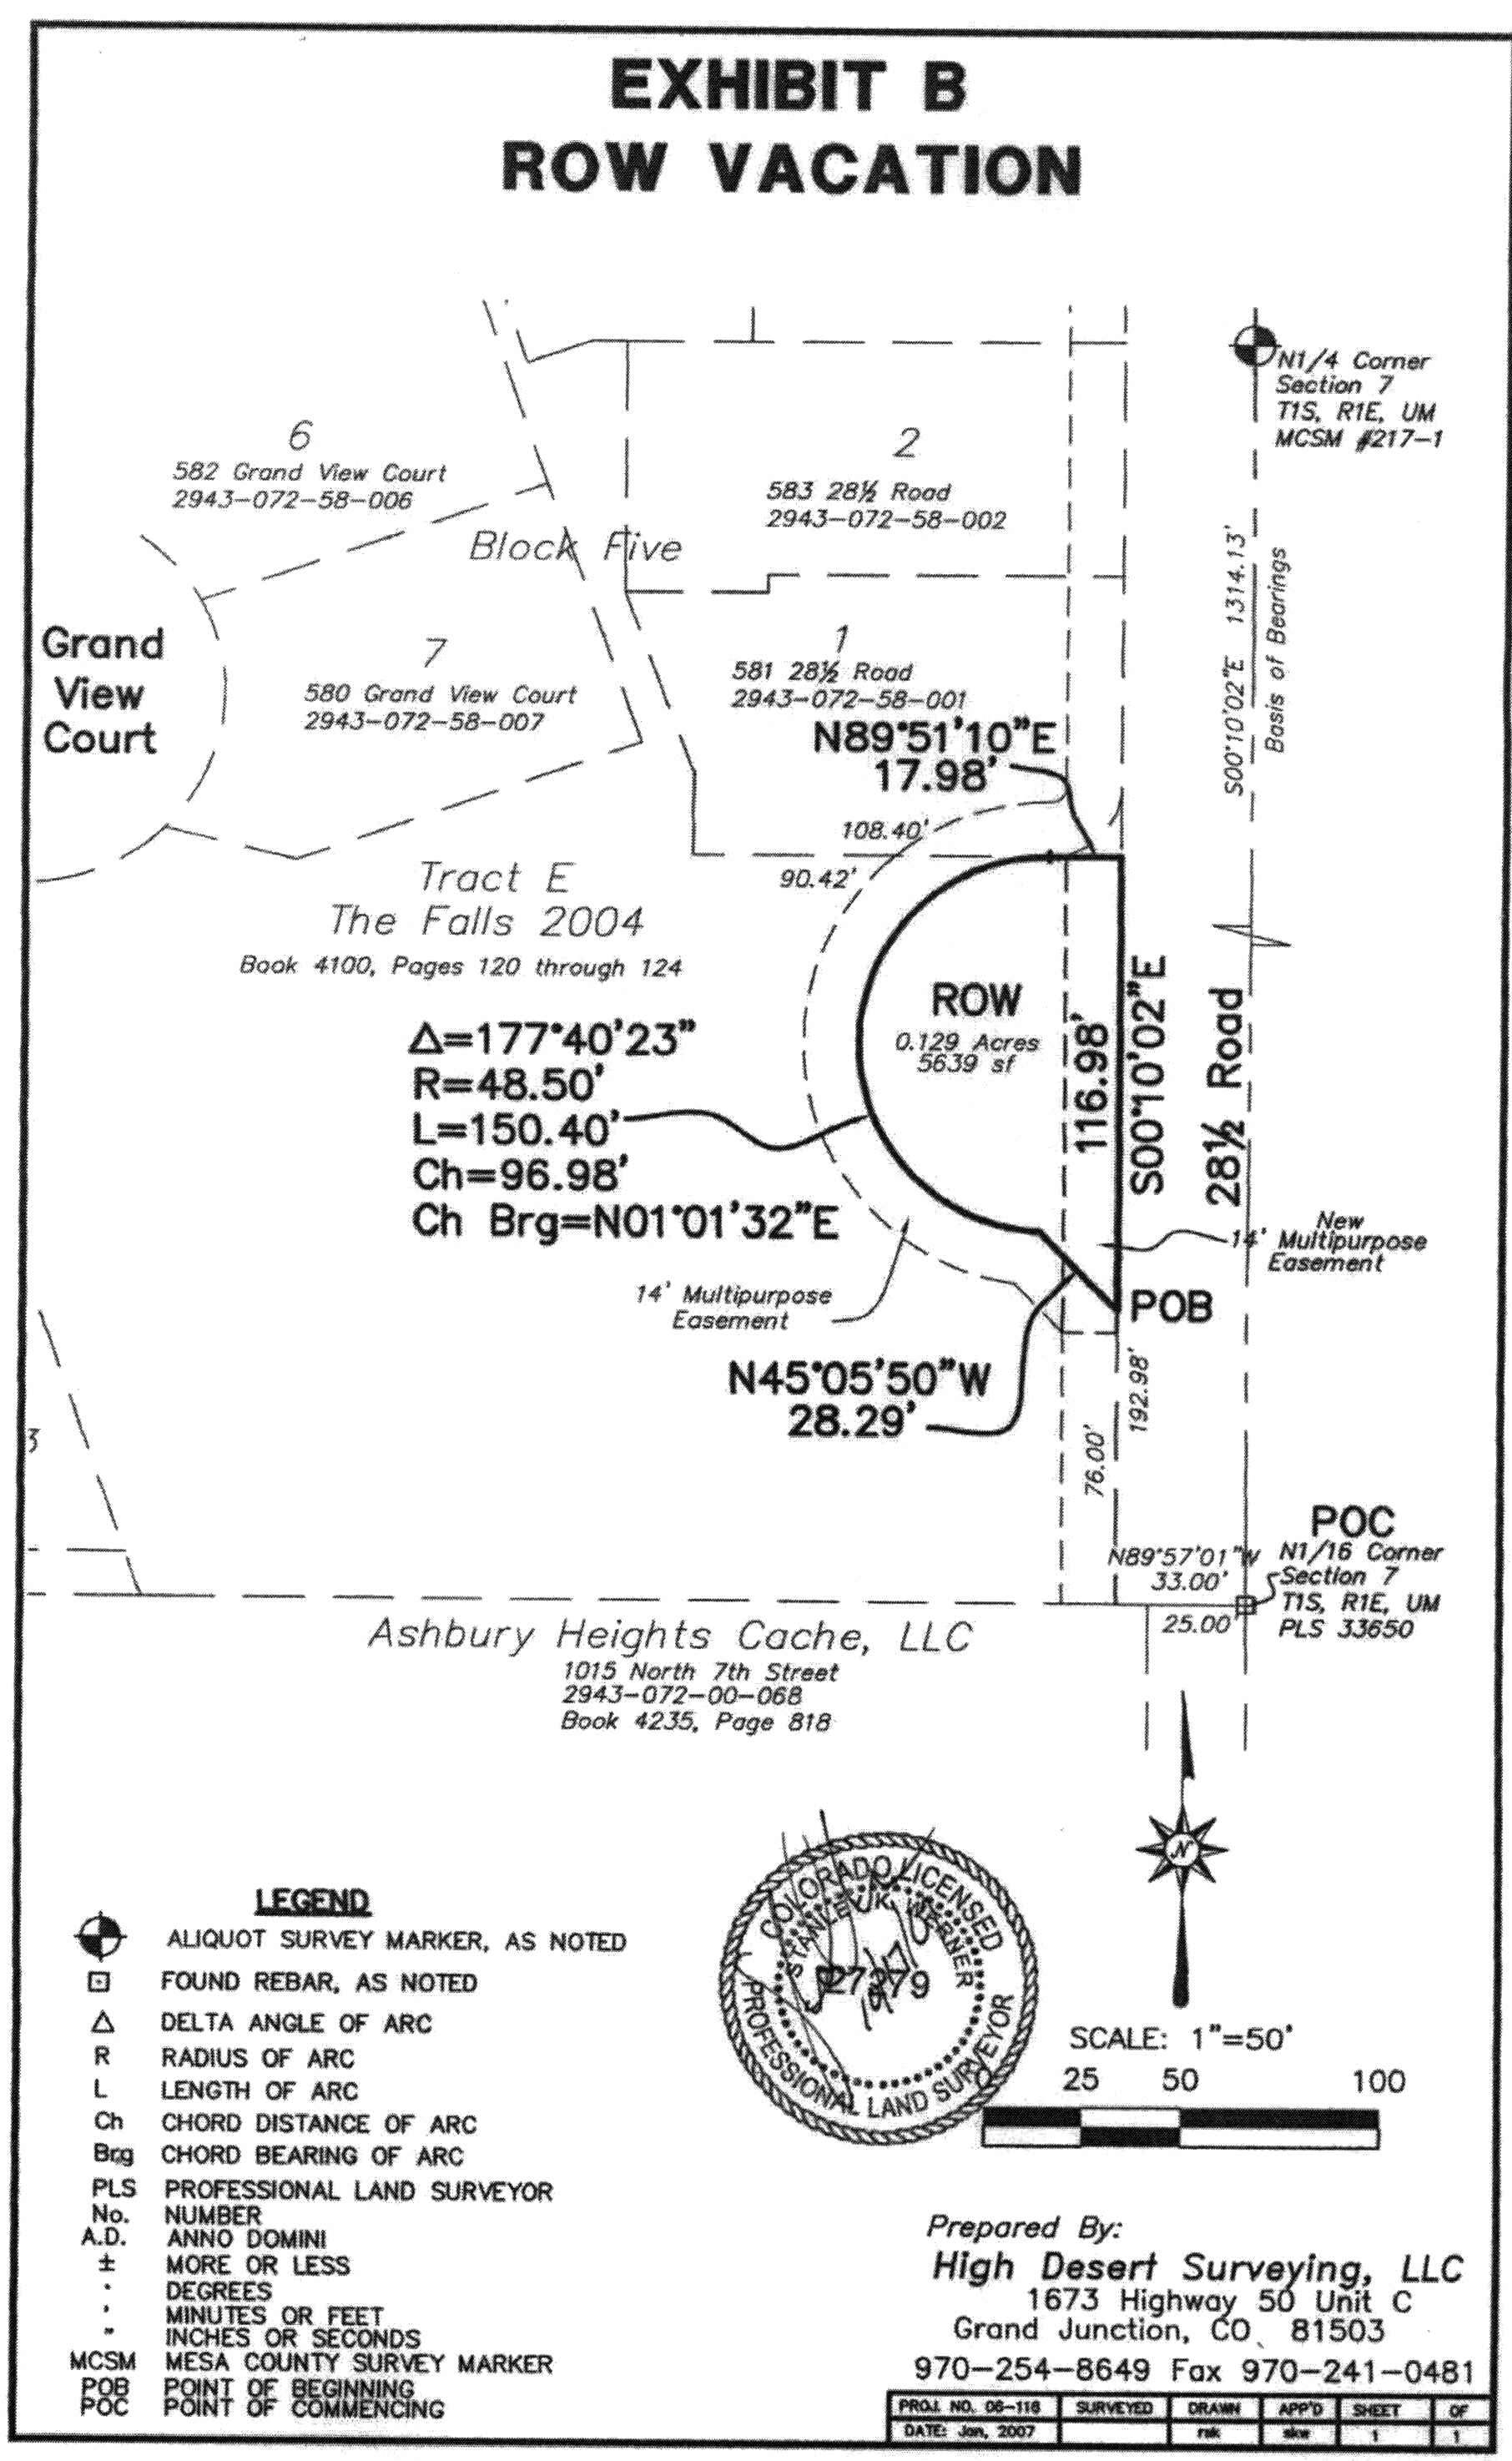 EXHIBIT B
ROW VACATION
N1/4 Corner
Section 7
T1S, R1E, UM
MCSM #217-1
6
582 Grand View Court
2943-072-58-006
2
583 28½ Road
2943-072-58-002
Block Five
S00°10'02"E 1314.13'
Basis of Bearings
Grand
View
Court
7
580 Grand View Court
2943-072-58-007
1
581 28½ Road
2943-072-58-001
N89°51'10"E
17.98'
108.40'
90.42'
Tract E
The Falls 2004
Book 4100, Pages 120 through 124
ROW
0.129 Acres
5639 sf
116.98'
S00°10'02"E
28½ Road
Δ=177°40'23"
R=48.50'
L=150.40'
Ch=96.98'
Ch Brg=N01°01'32"E
New
14' Multipurpose
Easement
14' Multipurpose
Easement
POB
N45°05'50"W
28.29'
192.98'
76.00'
3
POC
N1/16 Corner
Section 7
T1S, R1E, UM
PLS 33650
N89°57'01"W
33.00'
25.00'
Ashbury Heights Cache, LLC
1015 North 7th Street
2943-072-00-068
Book 4235, Page 818
N
COLORADO LICENSED
STANLEY K. WERNER
27279
PROFESSIONAL LAND SURVEYOR
SCALE: 1"=50'
25 50 100
LEGEND
ALIQUOT SURVEY MARKER, AS NOTED
FOUND REBAR, AS NOTED
Δ DELTA ANGLE OF ARC
R RADIUS OF ARC
L LENGTH OF ARC
Ch CHORD DISTANCE OF ARC
Brg CHORD BEARING OF ARC
PLS PROFESSIONAL LAND SURVEYOR
No. NUMBER
A.D. ANNO DOMINI
± MORE OR LESS
° DEGREES
' MINUTES OR FEET
" INCHES OR SECONDS
MCSM MESA COUNTY SURVEY MARKER
POB POINT OF BEGINNING
POC POINT OF COMMENCING
Prepared By:
High Desert Surveying, LLC
1673 Highway 50 Unit C
Grand Junction, CO 81503
970-254-8649 Fax 970-241-0481
PROJ. NO. 06-118 SURVEYED DRAWN APP'D SHEET OF
DATE: Jan, 2007 rsk skw 1 1